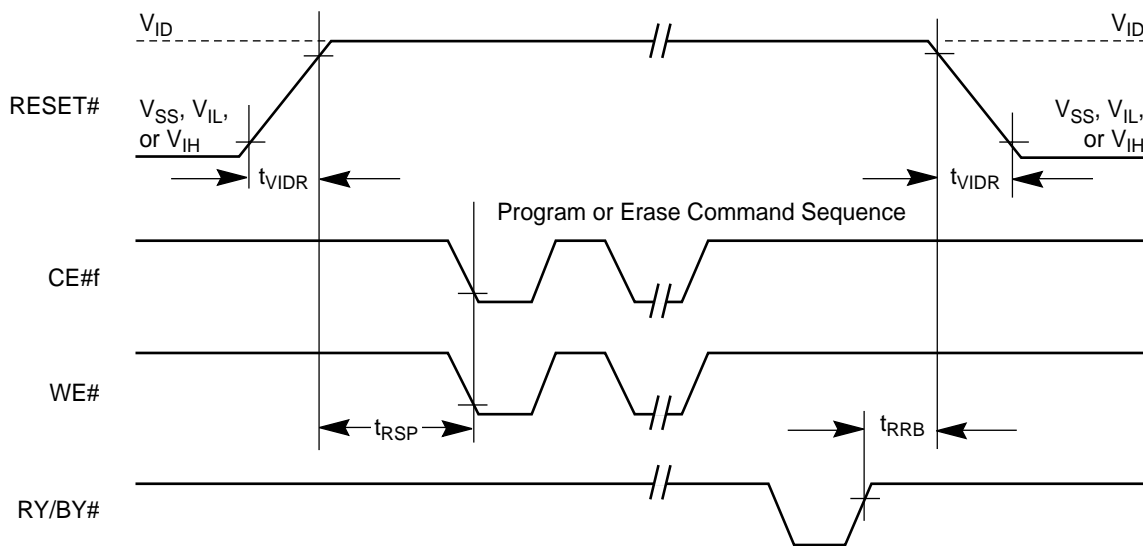 V_ID V_ID
RESET#
V_SS, V_IL,
or V_IH
V_SS, V_IL,
or V_IH
t_VIDR t_VIDR
Program or Erase Command Sequence
CE#f
WE#
t_RSP t_RRB
RY/BY#